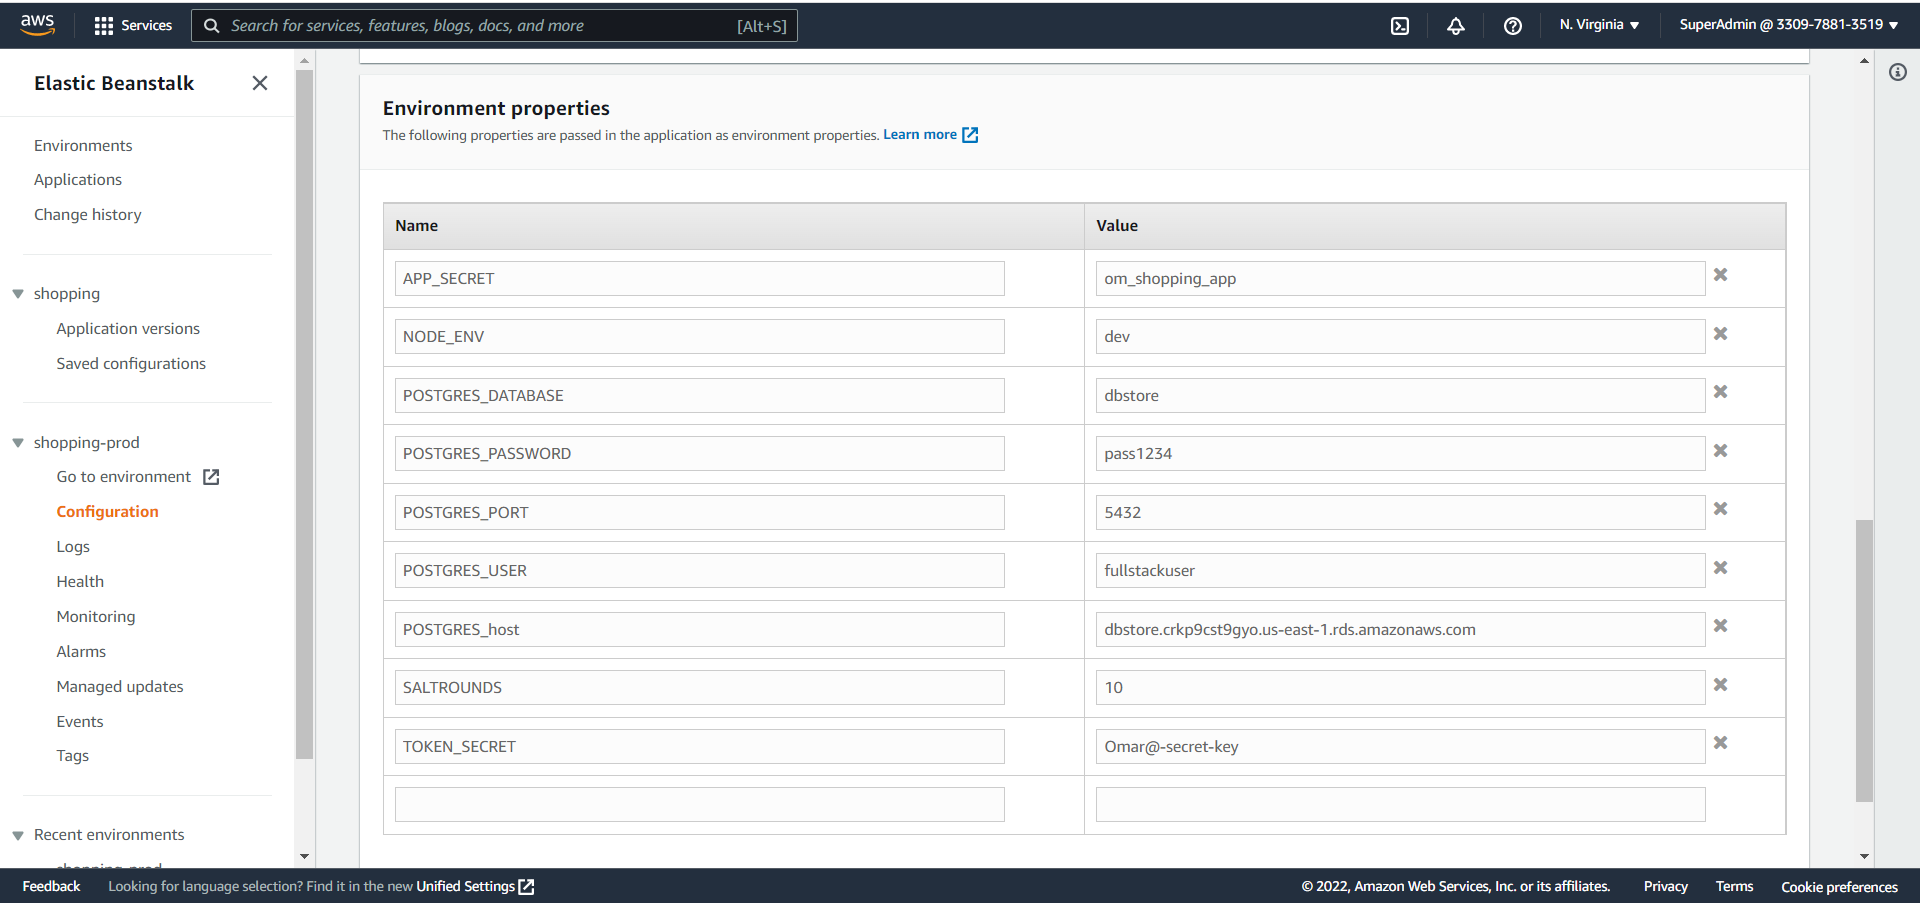 aws
Services
Search for services, features, blogs, docs, and more [Alt+S]
N. Virginia
SuperAdmin @ 3309-7881-3519
Elastic Beanstalk
Environments
Applications
Change history
shopping
Application versions
Saved configurations
shopping-prod
Go to environment
Configuration
Logs
Health
Monitoring
Alarms
Managed updates
Events
Tags
Recent environments
shopping-prod
Environment properties
The following properties are passed in the application as environment properties. Learn more
Name Value
APP_SECRET om_shopping_app
NODE_ENV dev
POSTGRES_DATABASE dbstore
POSTGRES_PASSWORD pass1234
POSTGRES_PORT 5432
POSTGRES_USER fullstackuser
POSTGRES_host dbstore.crkp9cst9gyo.us-east-1.rds.amazonaws.com
SALTROUNDS 10
TOKEN_SECRET Omar@-secret-key
Feedback
Looking for language selection? Find it in the new Unified Settings
© 2022, Amazon Web Services, Inc. or its affiliates.
Privacy
Terms
Cookie preferences